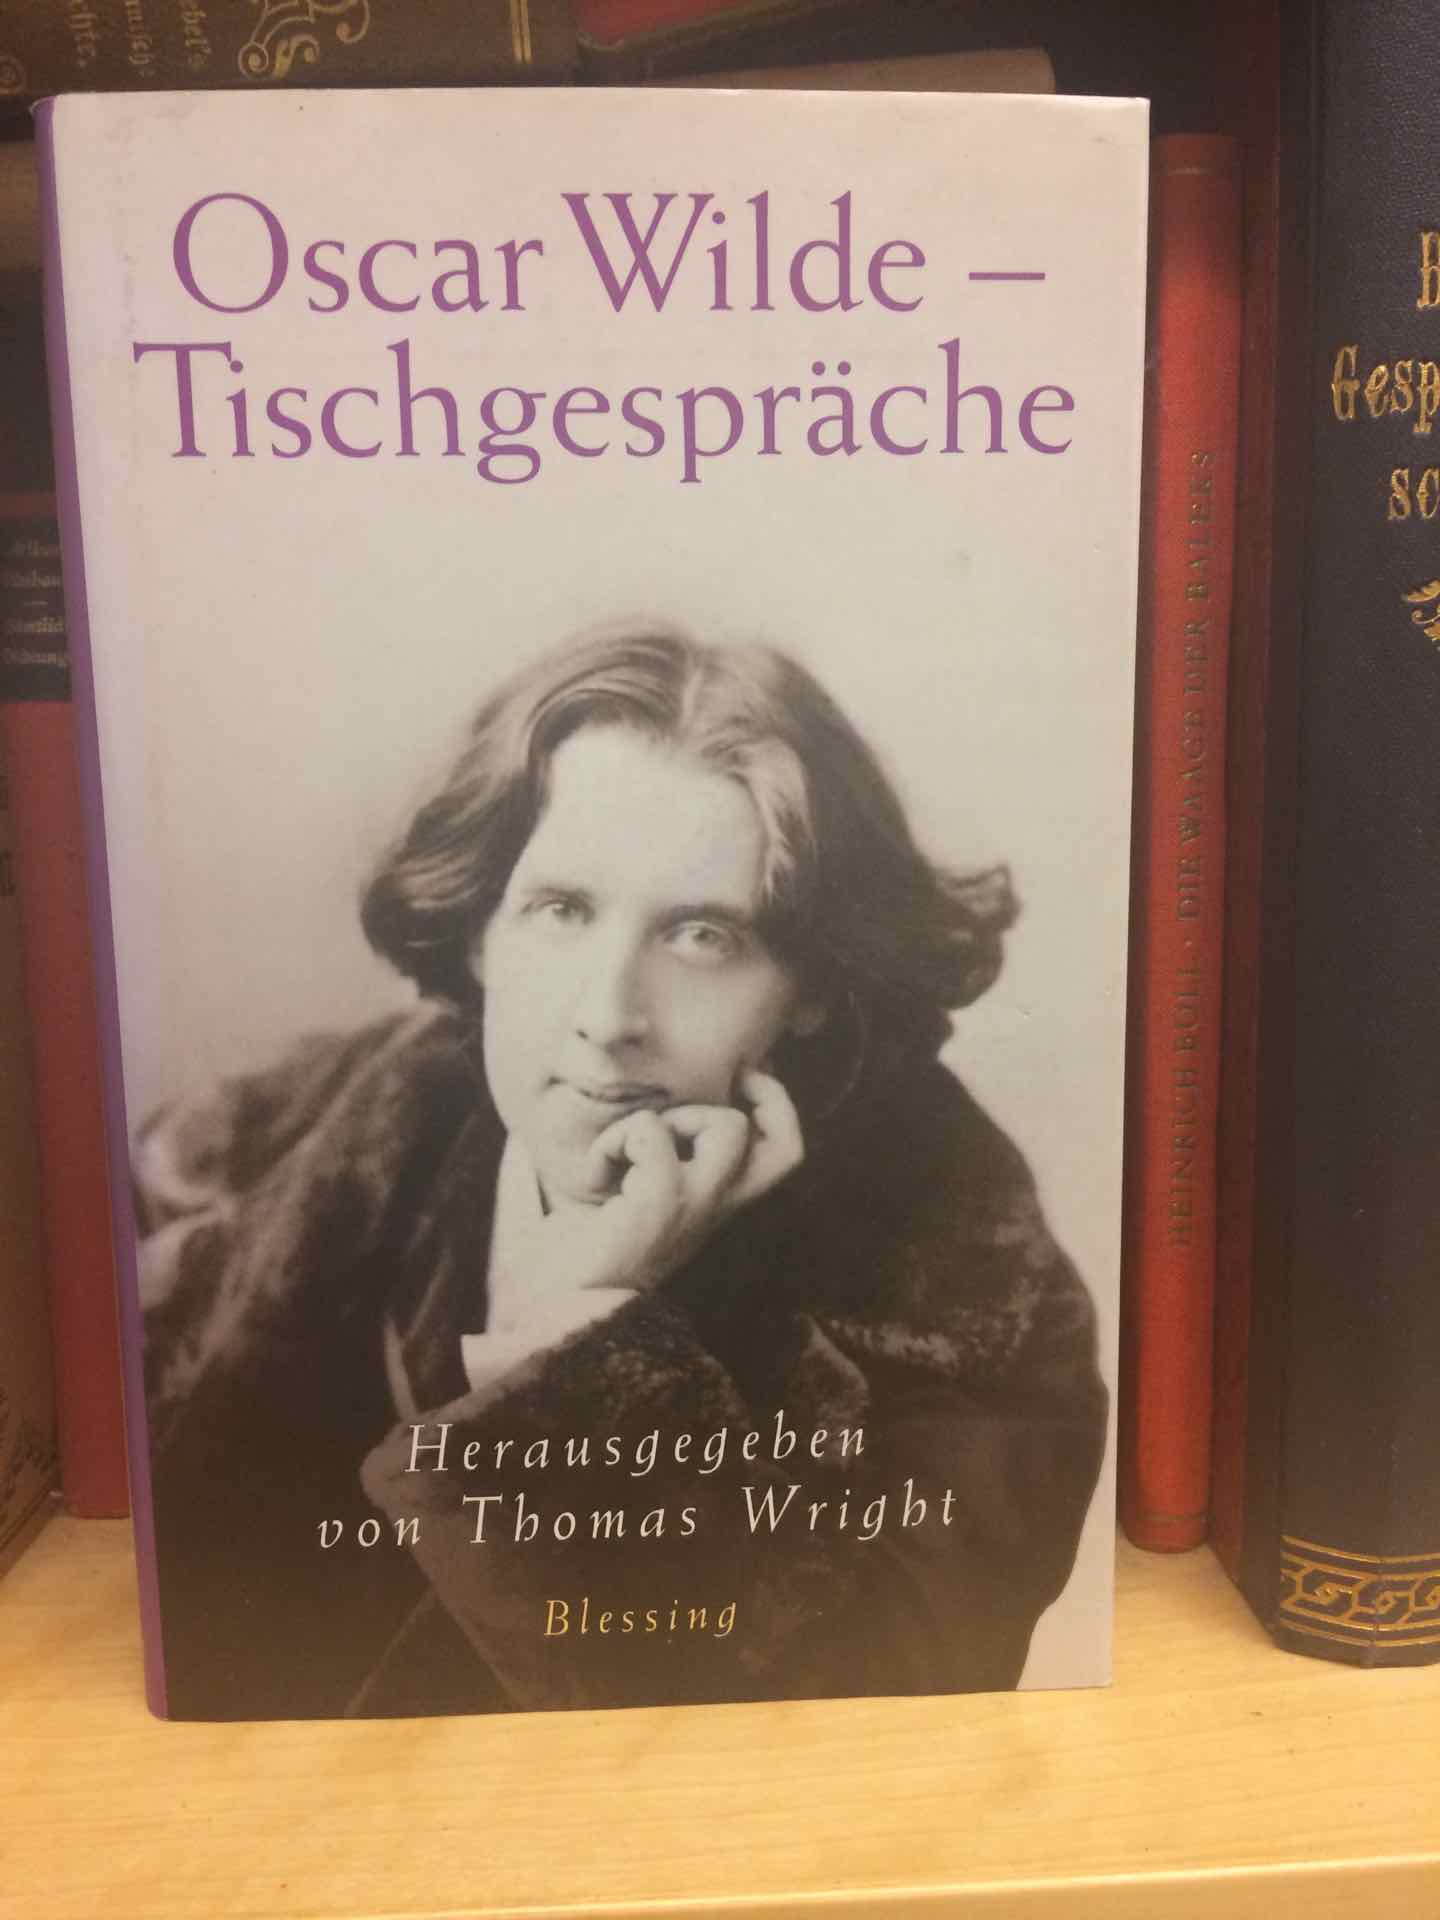 Oscar Wilde –
Tischgespräche
Herausgegeben
von Thomas Wright
Blessing
HEINRICH BÖLL · DIE WAAGE DER BALEKS